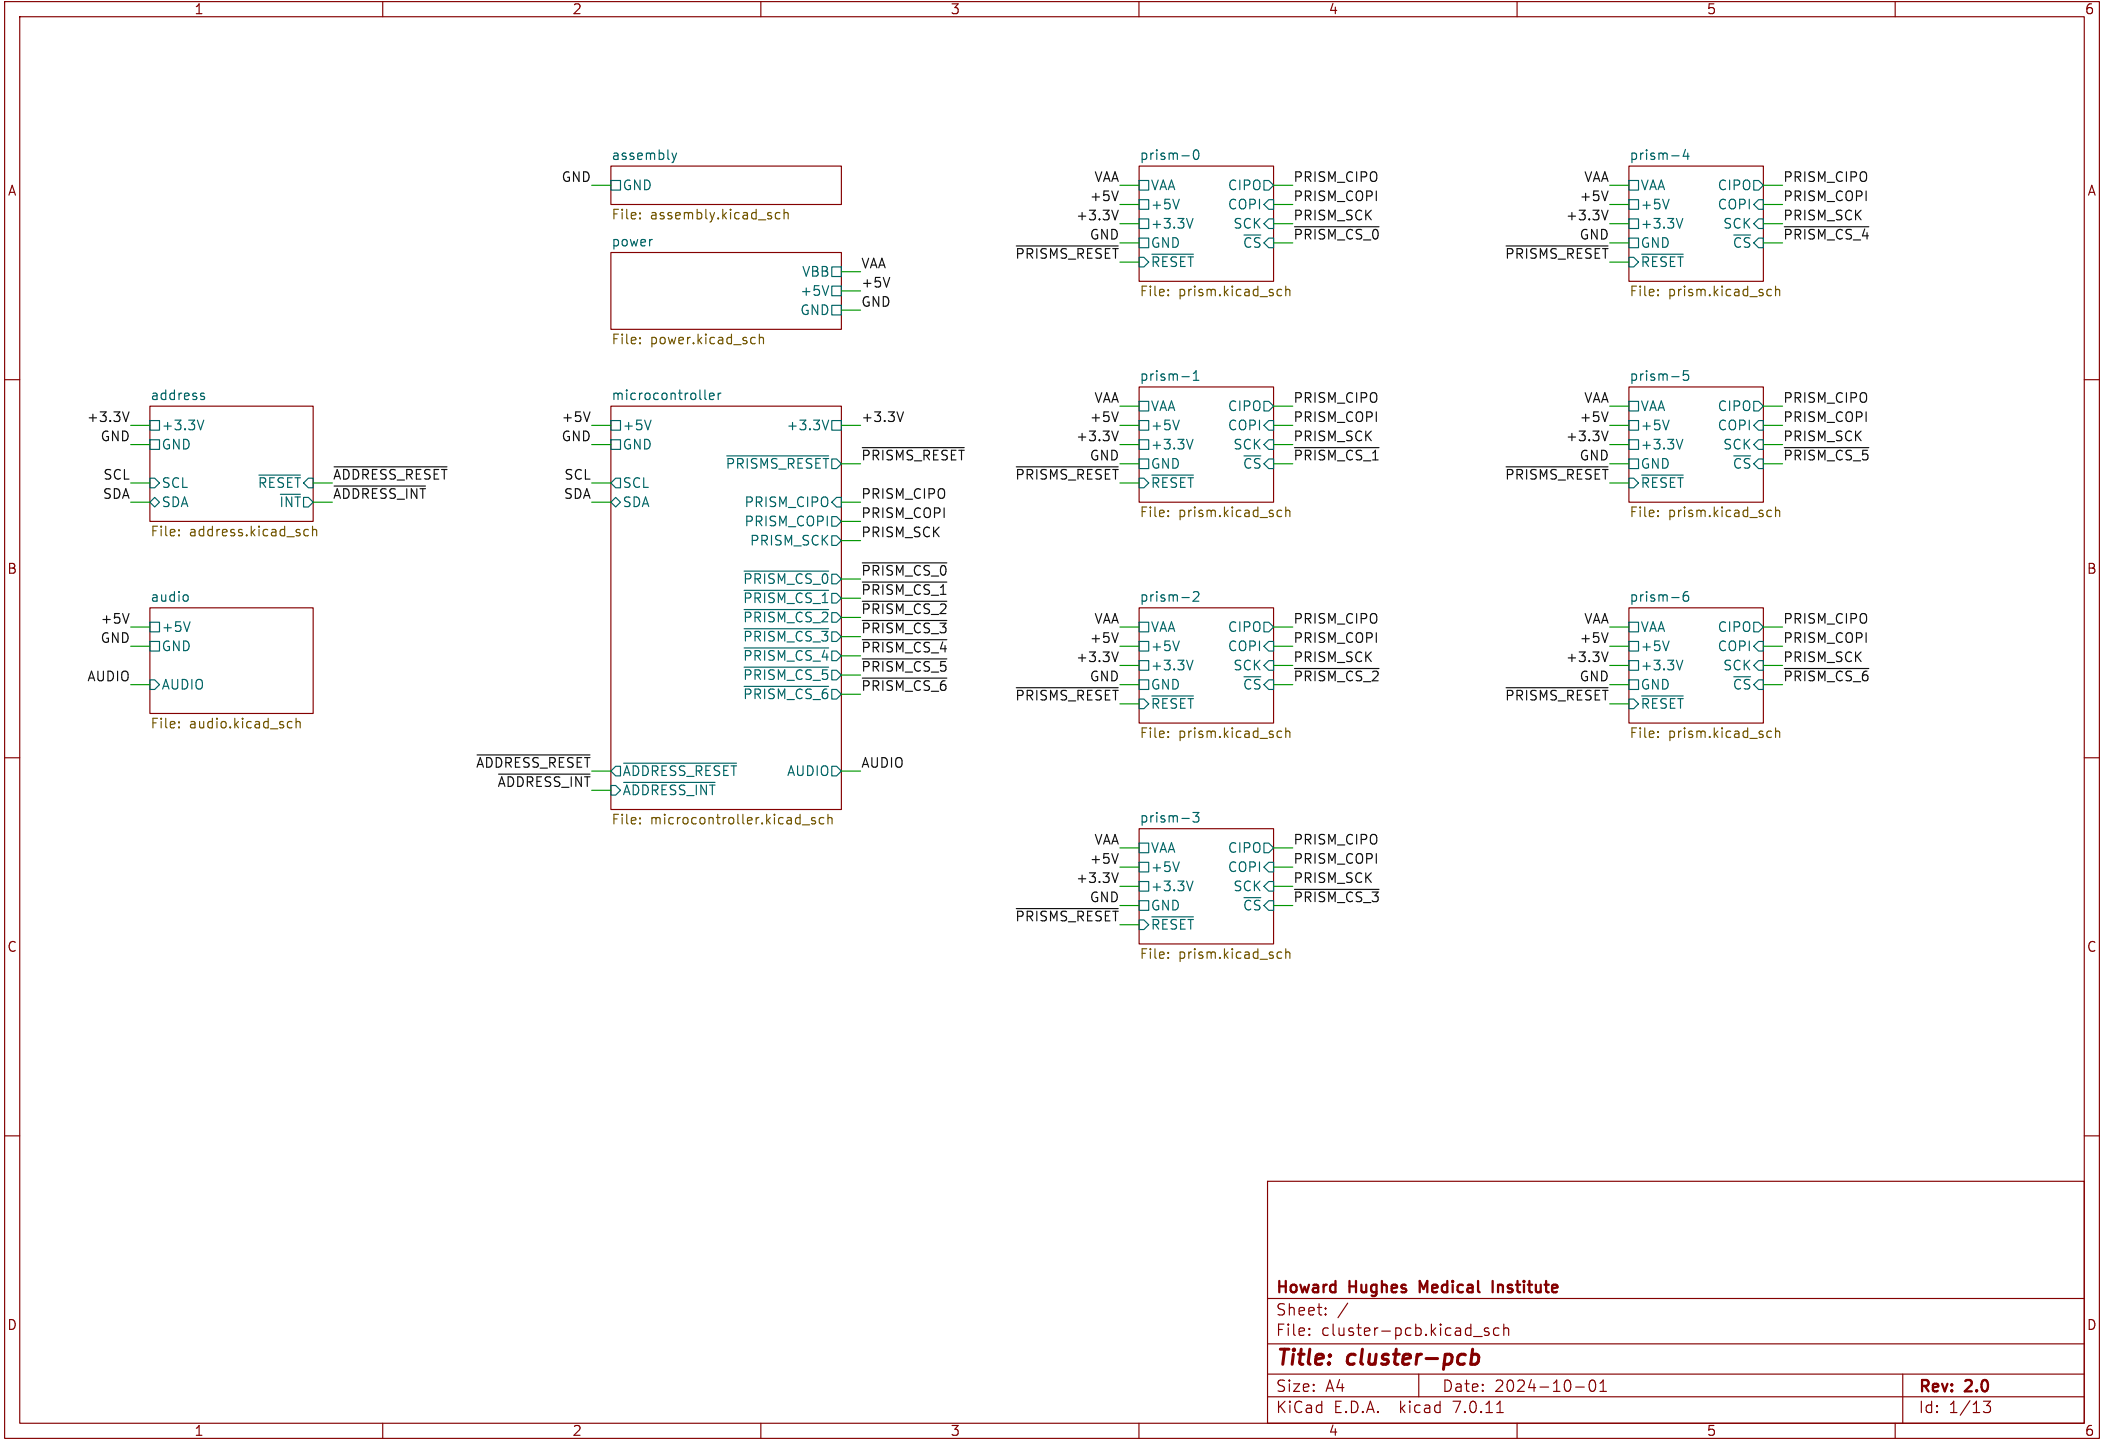 1 2 3 4 5 6
A
B
C
D
assembly
GND
GND
File: assembly.kicad_sch
power
VBB
+5V
GND
VAA
+5V
GND
File: power.kicad_sch
address
+3.3V
GND
SCL
SDA
+3.3V
GND
SCL
SDA
RESET
INT
ADDRESS_RESET
ADDRESS_INT
File: address.kicad_sch
audio
+5V
GND
AUDIO
+5V
GND
AUDIO
File: audio.kicad_sch
microcontroller
+5V
GND
SCL
SDA
ADDRESS_RESET
ADDRESS_INT
+5V
GND
SCL
SDA
ADDRESS_RESET
ADDRESS_INT
+3.3V
PRISMS_RESET
PRISM_CIPO
PRISM_COPI
PRISM_SCK
PRISM_CS_0
PRISM_CS_1
PRISM_CS_2
PRISM_CS_3
PRISM_CS_4
PRISM_CS_5
PRISM_CS_6
AUDIO
+3.3V
PRISMS_RESET
PRISM_CIPO
PRISM_COPI
PRISM_SCK
PRISM_CS_0
PRISM_CS_1
PRISM_CS_2
PRISM_CS_3
PRISM_CS_4
PRISM_CS_5
PRISM_CS_6
AUDIO
File: microcontroller.kicad_sch
prism-0
VAA
+5V
+3.3V
GND
PRISMS_RESET
VAA
+5V
+3.3V
GND
RESET
CIPO
COPI
SCK
CS
PRISM_CIPO
PRISM_COPI
PRISM_SCK
PRISM_CS_0
File: prism.kicad_sch
prism-1
VAA
+5V
+3.3V
GND
PRISMS_RESET
VAA
+5V
+3.3V
GND
RESET
CIPO
COPI
SCK
CS
PRISM_CIPO
PRISM_COPI
PRISM_SCK
PRISM_CS_1
File: prism.kicad_sch
prism-2
VAA
+5V
+3.3V
GND
PRISMS_RESET
VAA
+5V
+3.3V
GND
RESET
CIPO
COPI
SCK
CS
PRISM_CIPO
PRISM_COPI
PRISM_SCK
PRISM_CS_2
File: prism.kicad_sch
prism-3
VAA
+5V
+3.3V
GND
PRISMS_RESET
VAA
+5V
+3.3V
GND
RESET
CIPO
COPI
SCK
CS
PRISM_CIPO
PRISM_COPI
PRISM_SCK
PRISM_CS_3
File: prism.kicad_sch
prism-4
VAA
+5V
+3.3V
GND
PRISMS_RESET
VAA
+5V
+3.3V
GND
RESET
CIPO
COPI
SCK
CS
PRISM_CIPO
PRISM_COPI
PRISM_SCK
PRISM_CS_4
File: prism.kicad_sch
prism-5
VAA
+5V
+3.3V
GND
PRISMS_RESET
VAA
+5V
+3.3V
GND
RESET
CIPO
COPI
SCK
CS
PRISM_CIPO
PRISM_COPI
PRISM_SCK
PRISM_CS_5
File: prism.kicad_sch
prism-6
VAA
+5V
+3.3V
GND
PRISMS_RESET
VAA
+5V
+3.3V
GND
RESET
CIPO
COPI
SCK
CS
PRISM_CIPO
PRISM_COPI
PRISM_SCK
PRISM_CS_6
File: prism.kicad_sch
A
B
C
D
Howard Hughes Medical Institute
Sheet: /
File: cluster-pcb.kicad_sch
Title: cluster-pcb
Size: A4 Date: 2024-10-01 Rev: 2.0
KiCad E.D.A. kicad 7.0.11 Id: 1/13
1 2 3 4 5 6